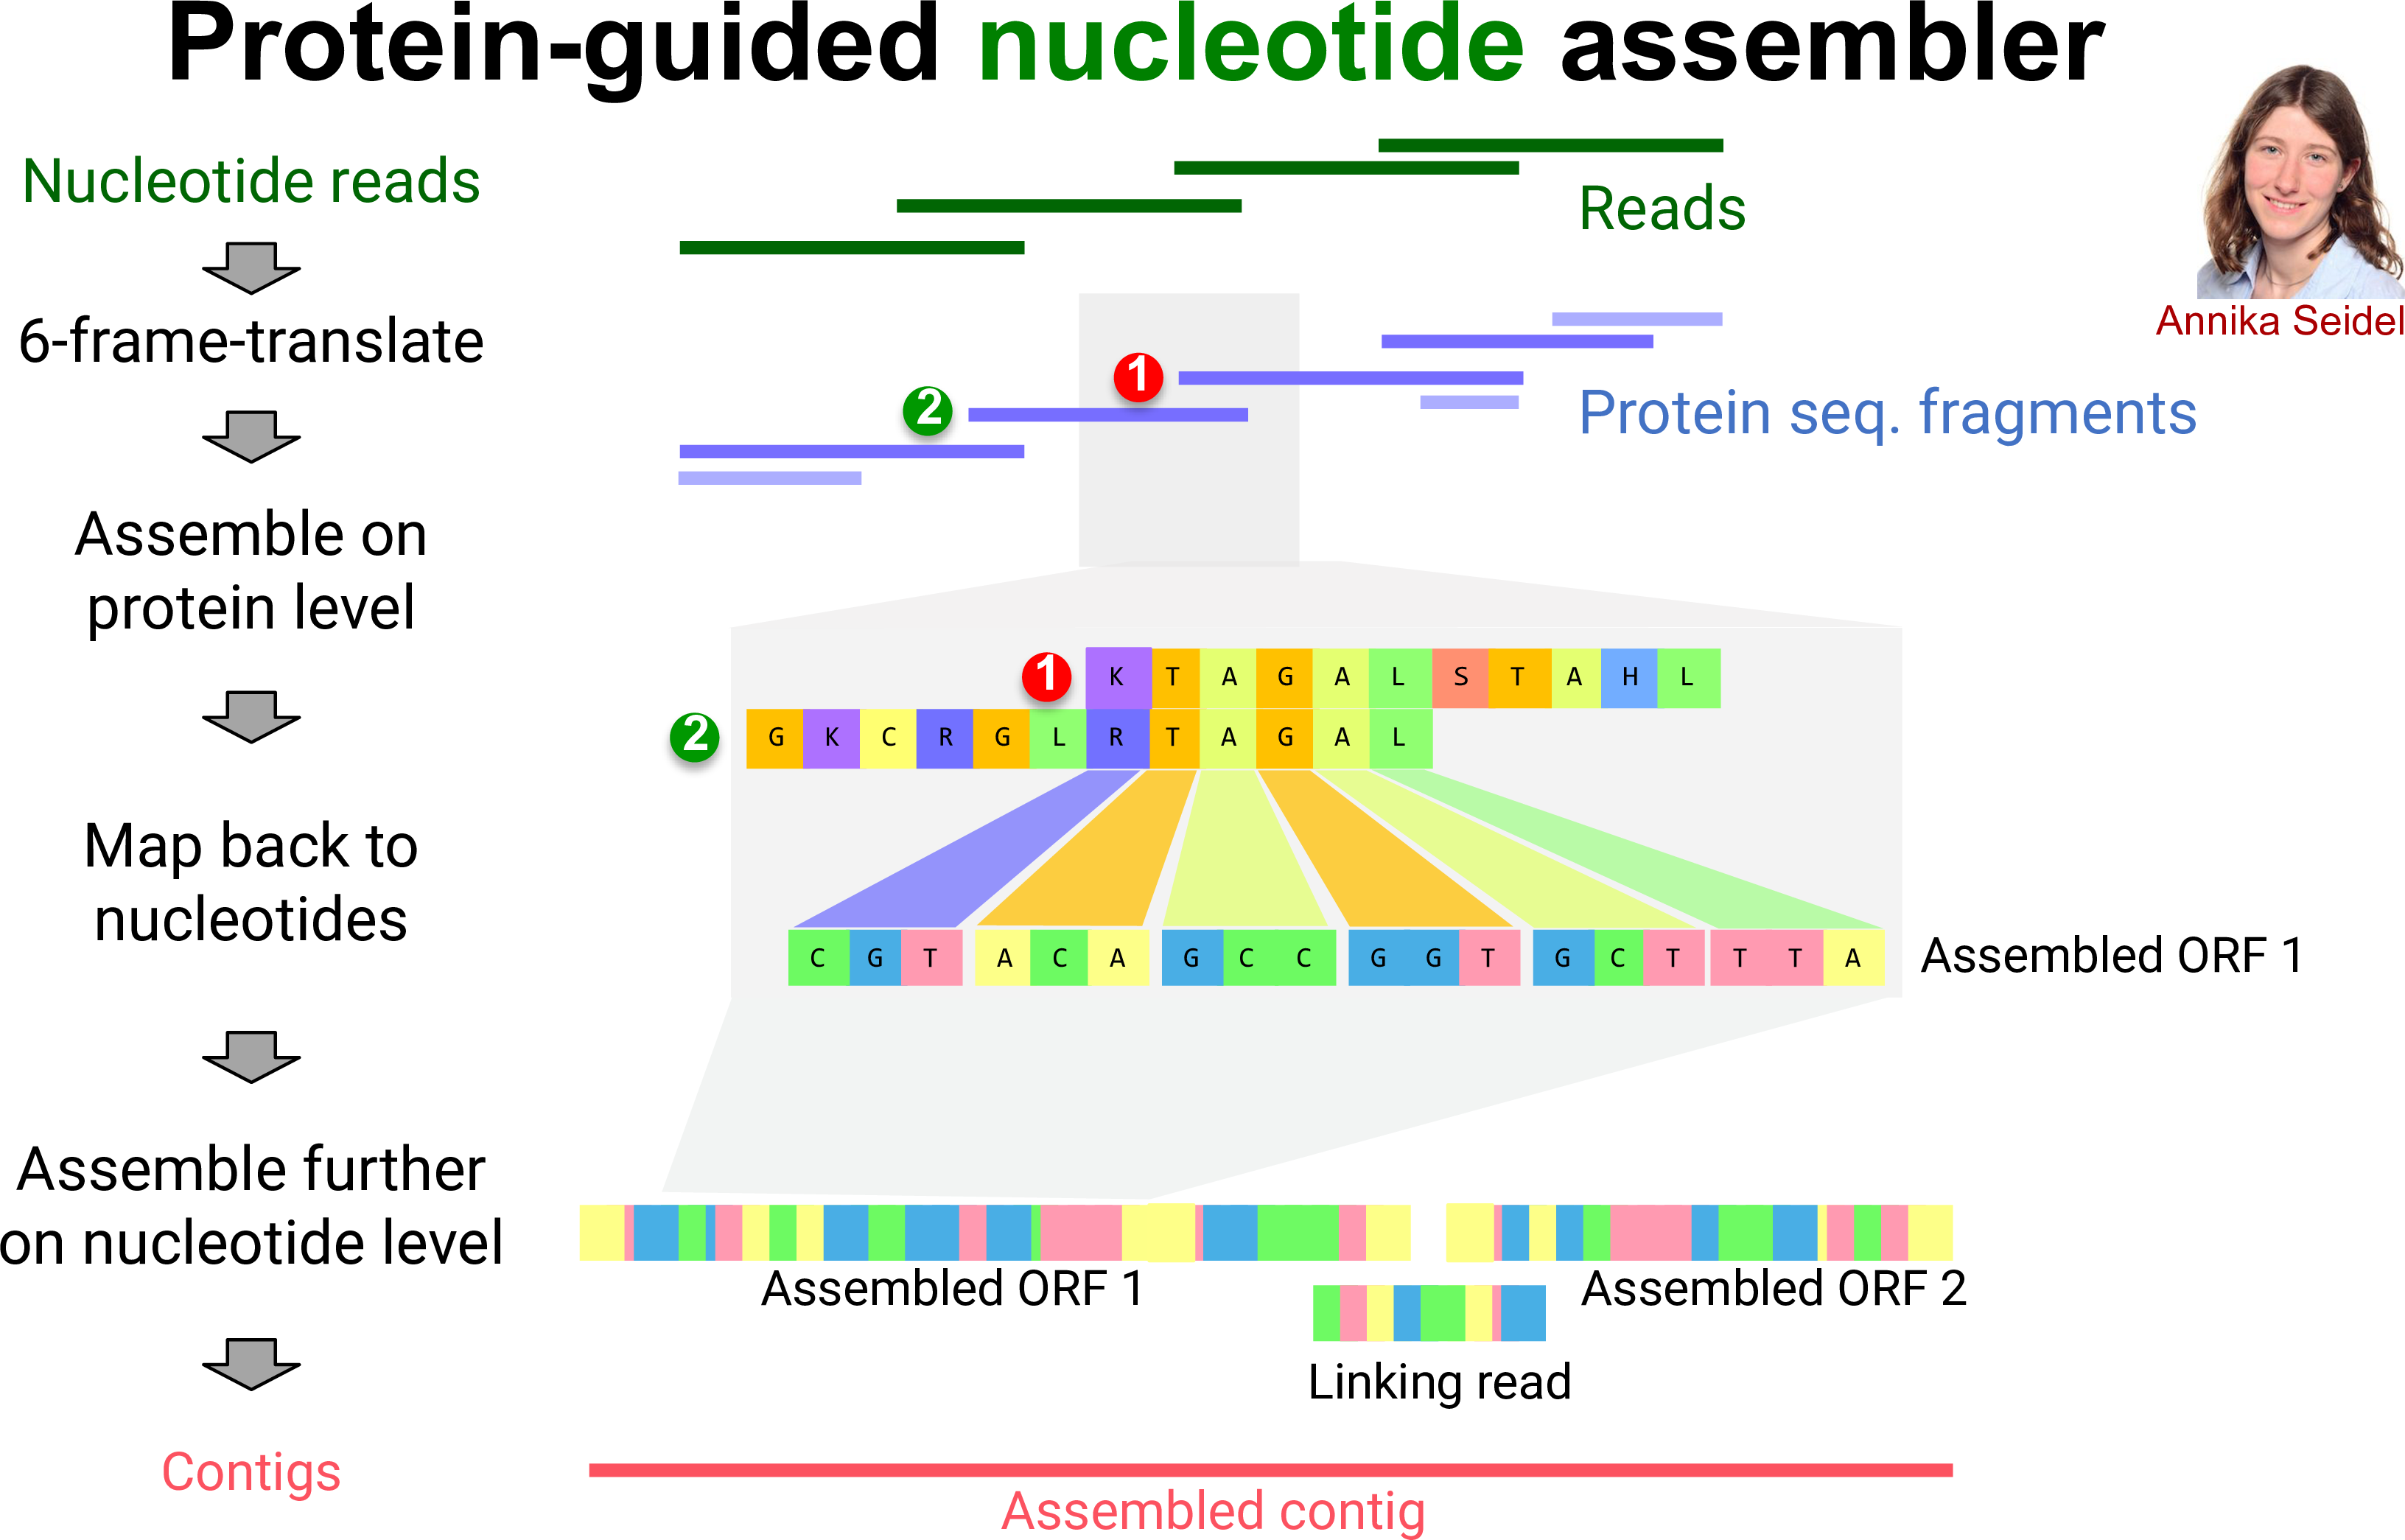 Protein-guided nucleotide assembler
Nucleotide reads
Reads
Annika Seidel
6-frame-translate
1
2
Protein seq. fragments
Assemble on
protein level
1 K T A G A L S T A H L
2 G K C R G L R T A G A L
Map back to
nucleotides
C G T A C A G C C G G T G C T T T A
Assembled ORF 1
Assemble further
on nucleotide level
Assembled ORF 1
Assembled ORF 2
Linking read
Contigs
Assembled contig